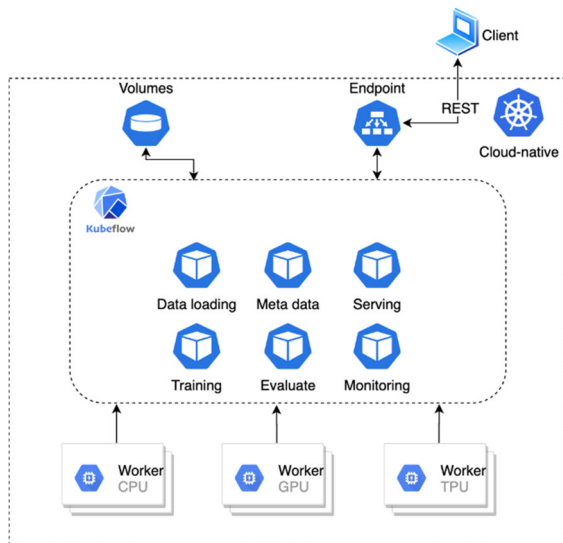 Client
Volumes
Endpoint
REST
Cloud-native
Kubeflow
Data loading
Meta data
Serving
Training
Evaluate
Monitoring
Worker
CPU
Worker
GPU
Worker
TPU